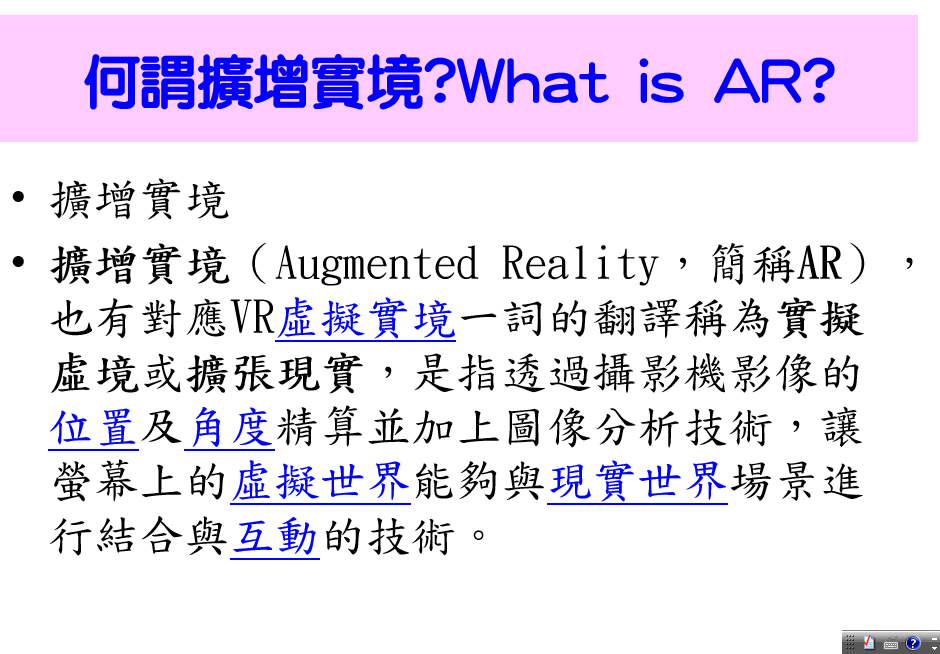 何謂擴增實境?What is AR?
• 擴增實境
• 擴增實境（Augmented Reality，簡稱AR），
也有對應VR虛擬實境一詞的翻譯稱為實擬
虛境或擴張現實，是指透過攝影機影像的
位置及角度精算並加上圖像分析技術，讓
螢幕上的虛擬世界能夠與現實世界場景進
行結合與互動的技術。